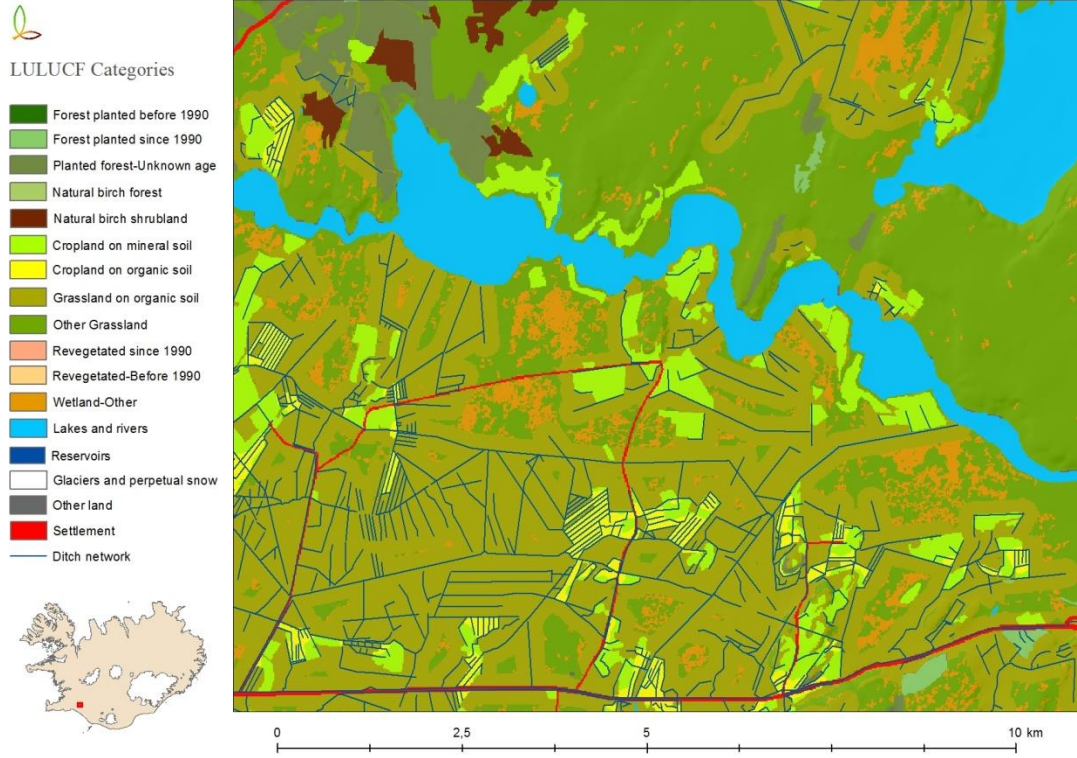 LULUCF Categories
Forest planted before 1990
Forest planted since 1990
Planted forest-Unknown age
Natural birch forest
Natural birch shrubland
Cropland on mineral soil
Cropland on organic soil
Grassland on organic soil
Other Grassland
Revegetated since 1990
Revegetated-Before 1990
Wetland-Other
Lakes and rivers
Reservoirs
Glaciers and perpetual snow
Other land
Settlement
Ditch network
0 2,5 5 10 km